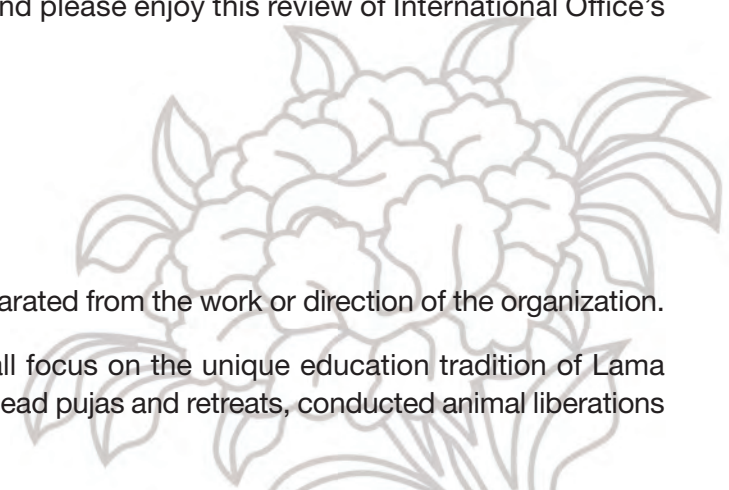 nd please enjoy this review of International Office's
arated from the work or direction of the organization.
all focus on the unique education tradition of Lama
ead pujas and retreats, conducted animal liberations